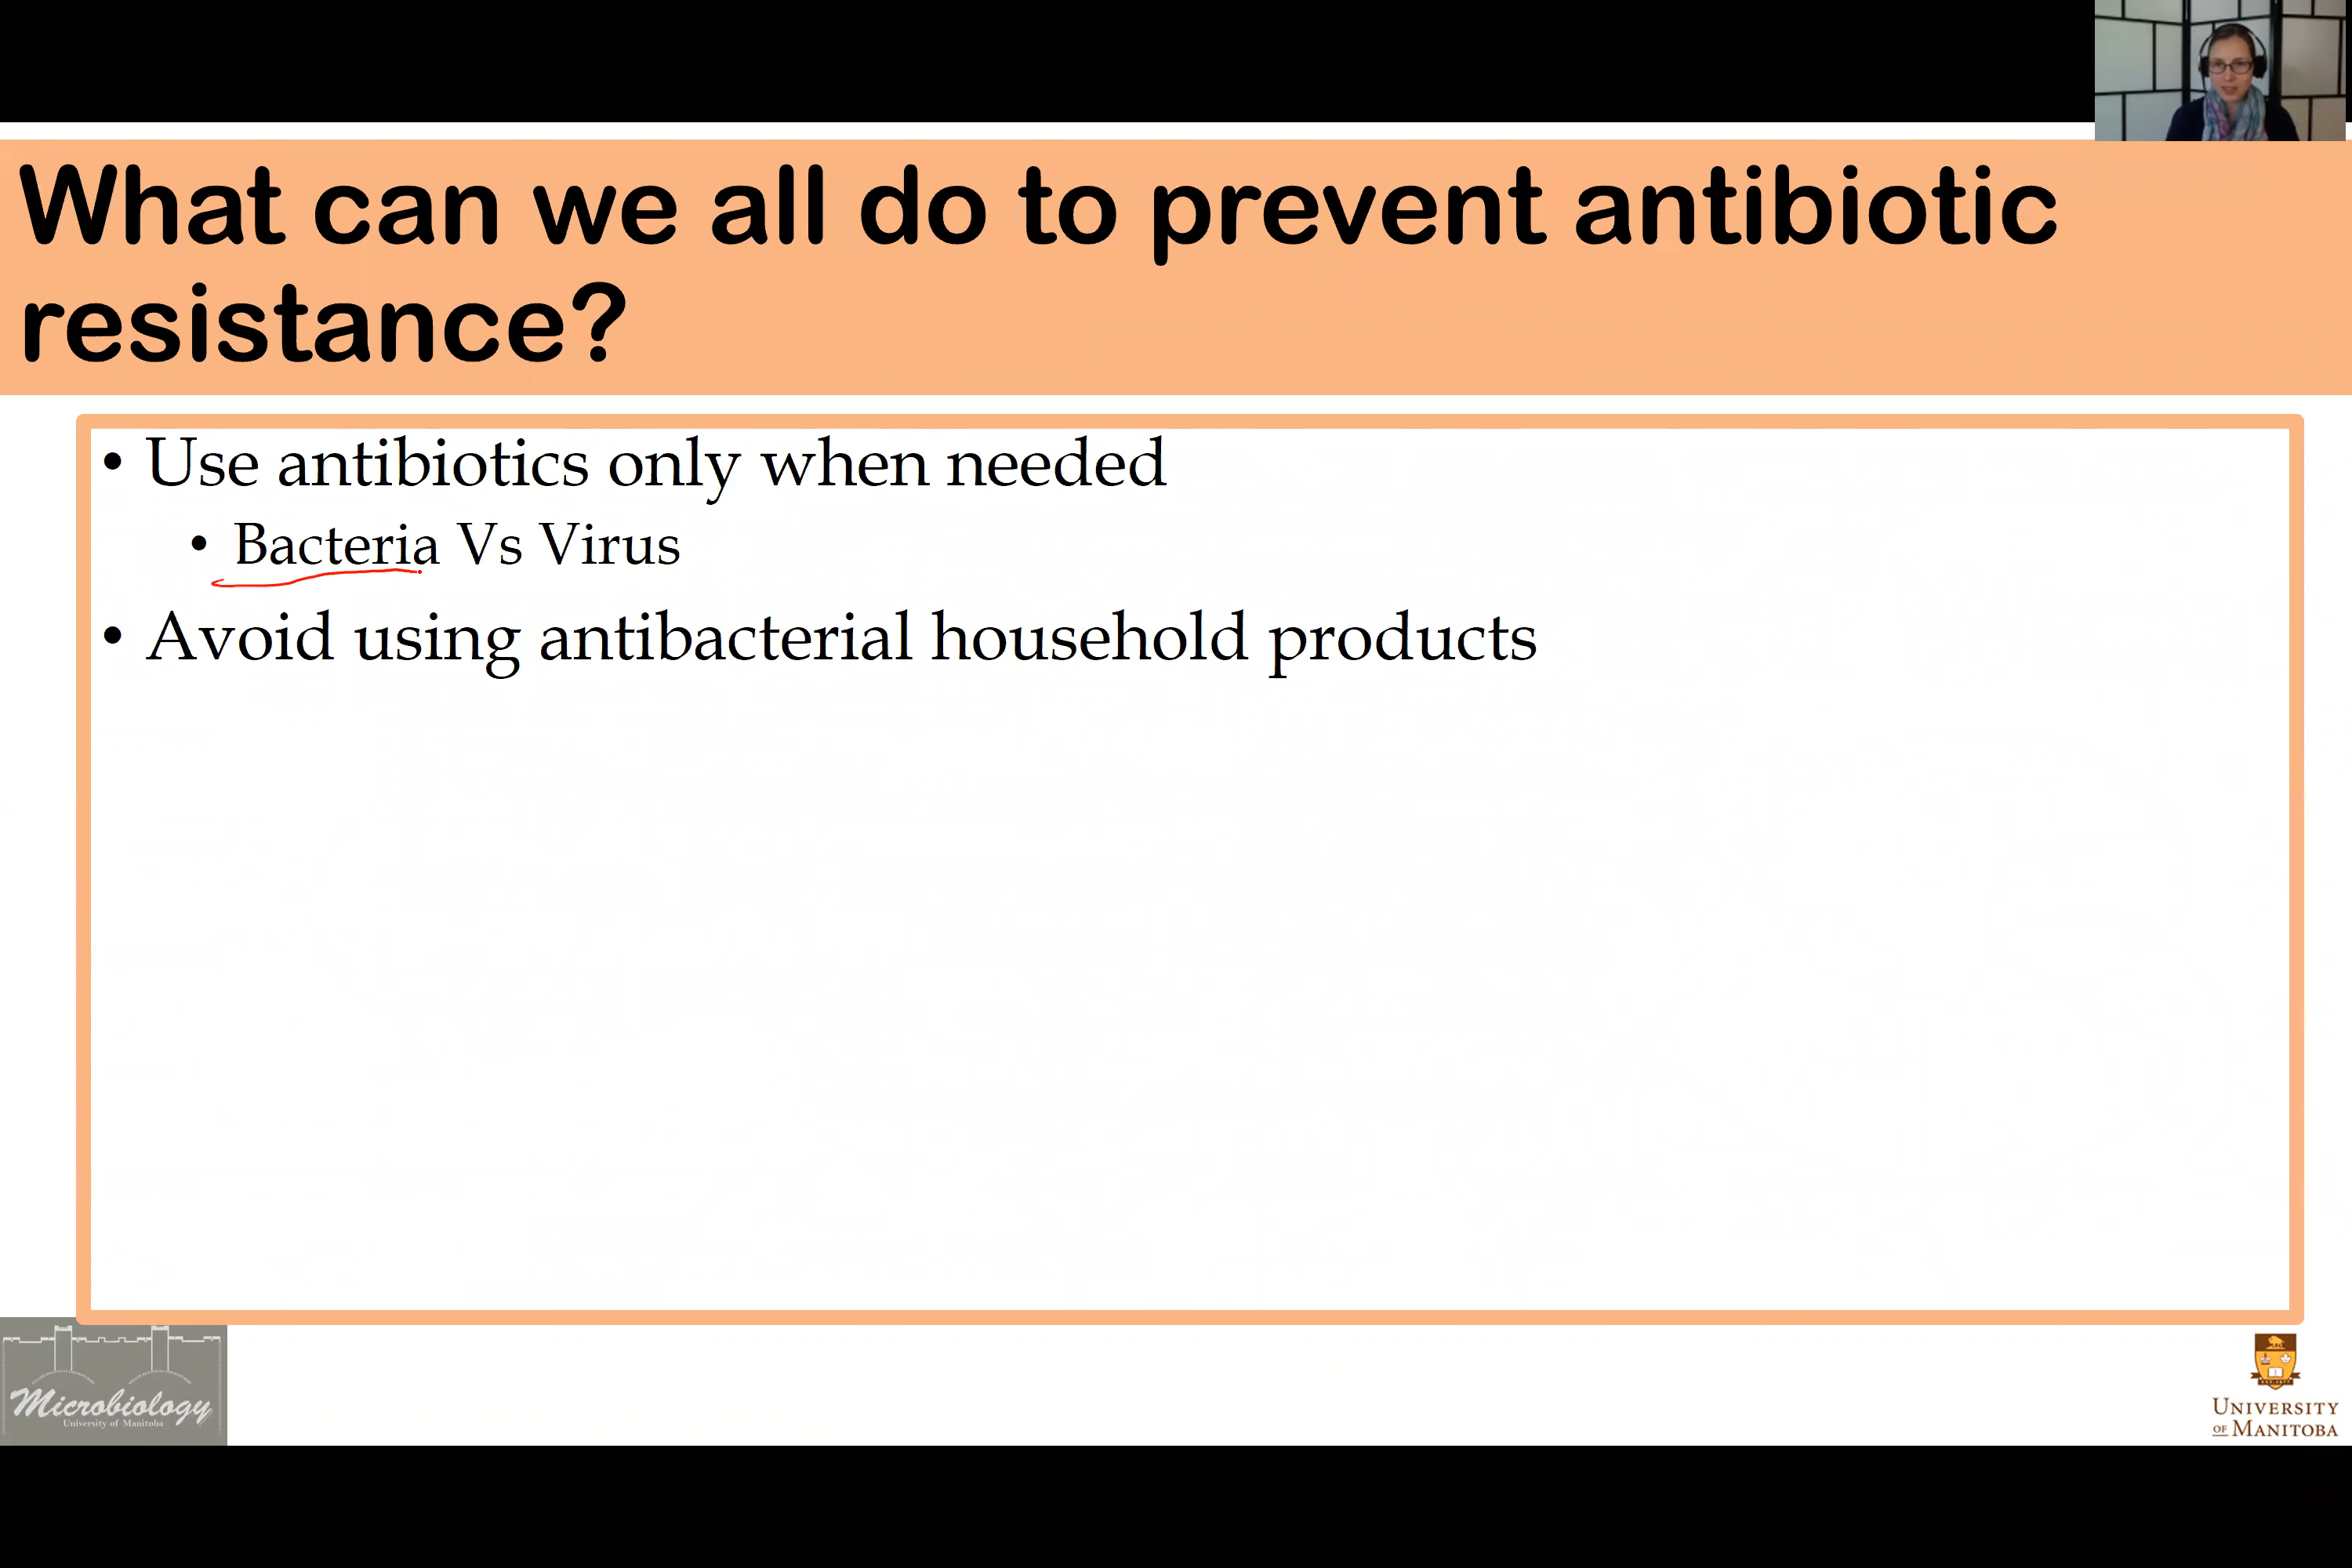 What can we all do to prevent antibiotic
resistance?
• Use antibiotics only when needed
• Bacteria Vs Virus
• Avoid using antibacterial household products
Microbiology
University of Manitoba
UNIVERSITY
OF MANITOBA